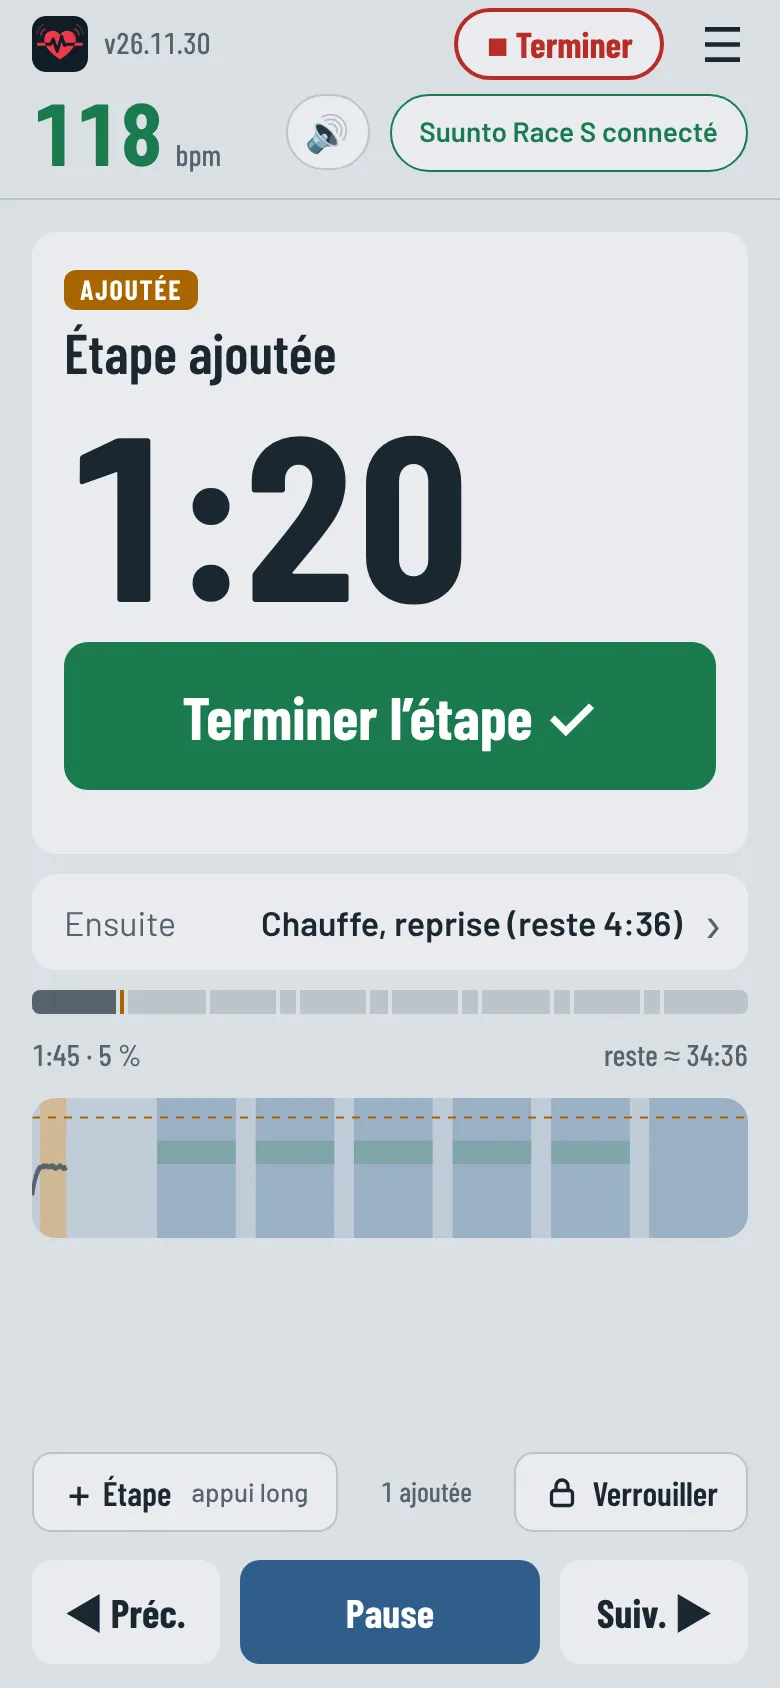 v26.11.30
■ Terminer
118 bpm
Suunto Race S connecté
AJOUTÉE
Étape ajoutée
1:20
Terminer l’étape ✓
Ensuite Chauffe, reprise (reste 4:36) ›
1:45 · 5 % reste ≈ 34:36
+ Étape appui long
1 ajoutée
Verrouiller
◀ Préc.
Pause
Suiv. ▶